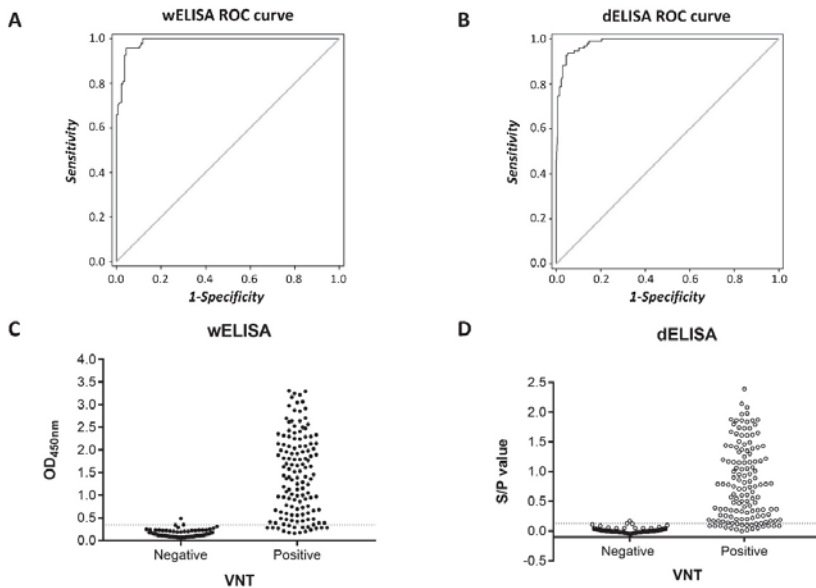 A
wELISA ROC curve
1.0
0.8
0.6
0.4
0.2
0.0
Sensitivity
0.0 0.2 0.4 0.6 0.8 1.0
1-Specificity
B
dELISA ROC curve
1.0
0.8
0.6
0.4
0.2
0.0
Sensitivity
0.0 0.2 0.4 0.6 0.8 1.0
1-Specificity
C
wELISA
4.0
3.5
3.0
2.5
2.0
1.5
1.0
0.5
0.0
OD450nm
Negative Positive
VNT
D
dELISA
2.5
2.0
1.5
1.0
0.5
0.0
-0.5
S/P value
Negative Positive
VNT